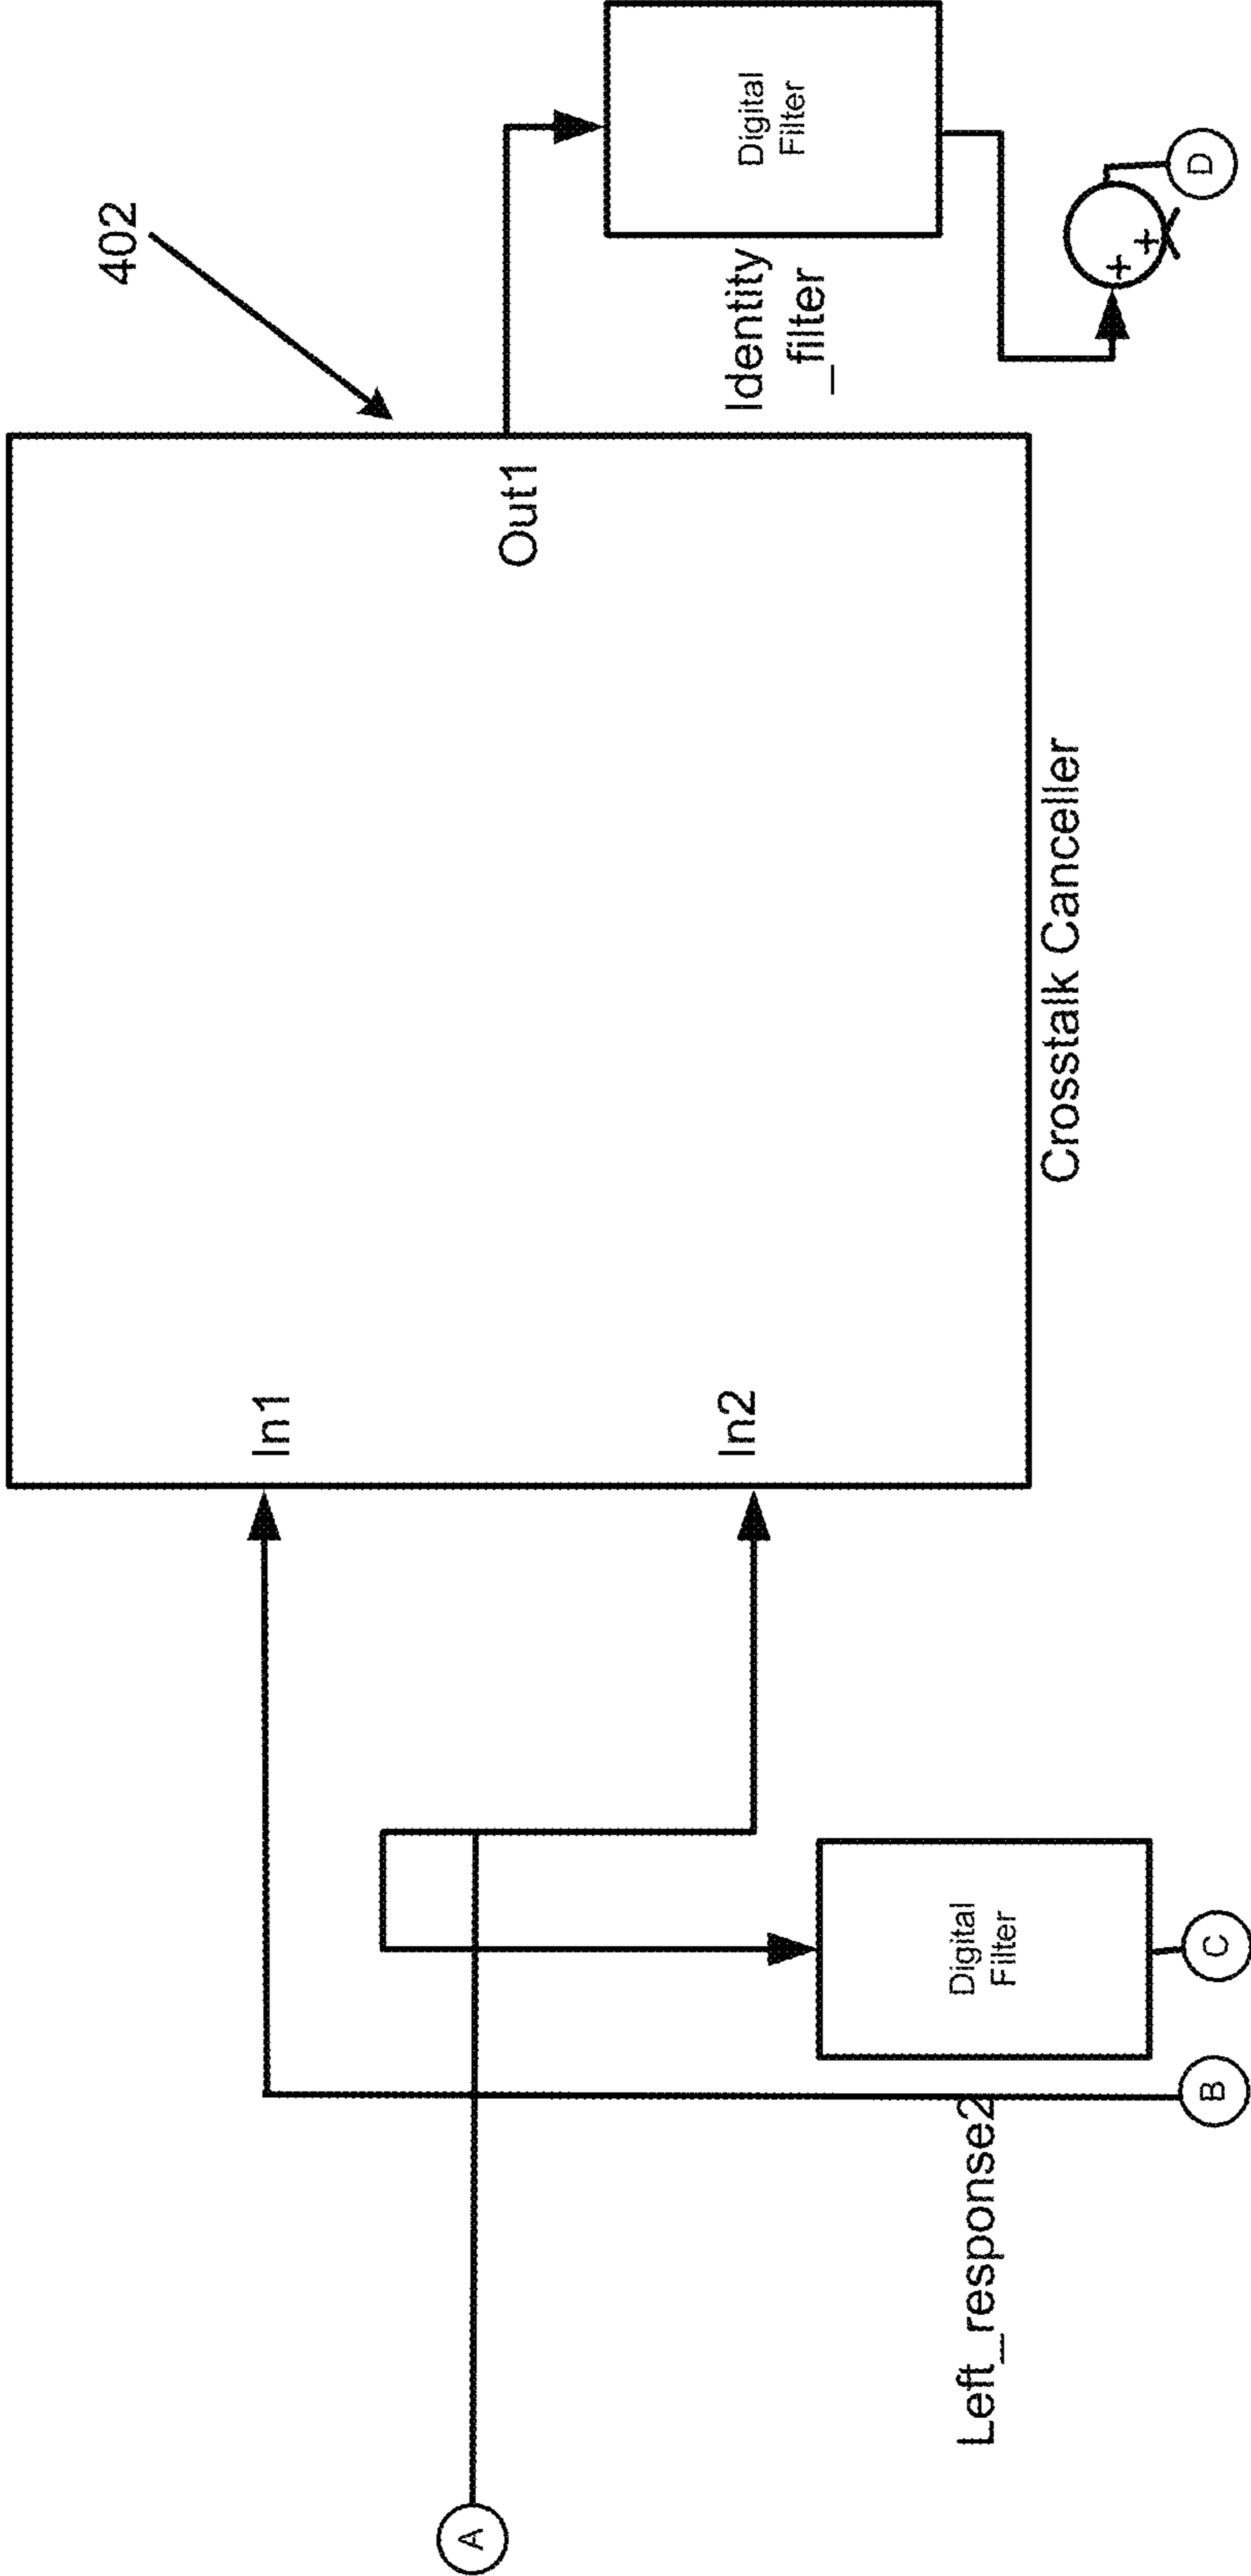 402
In1
Out1
In2
Digital
Filter
Identity
_filter
+
+
D
Crosstalk Canceller
A
Digital
Filter
Left_response2
B
C